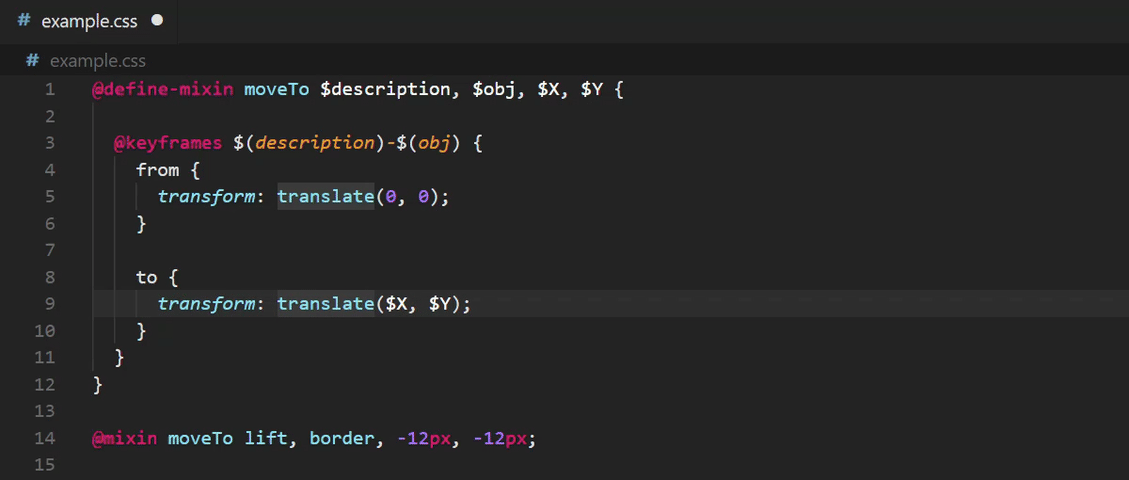 # example.css
# example.css
1 @define-mixin moveTo $description, $obj, $X, $Y {
2
3 @keyframes $(description)-$(obj) {
4 from {
5 transform: translate(0, 0);
6 }
7
8 to {
9 transform: translate($X, $Y);
10 }
11 }
12 }
13
14 @mixin moveTo lift, border, -12px, -12px;
15